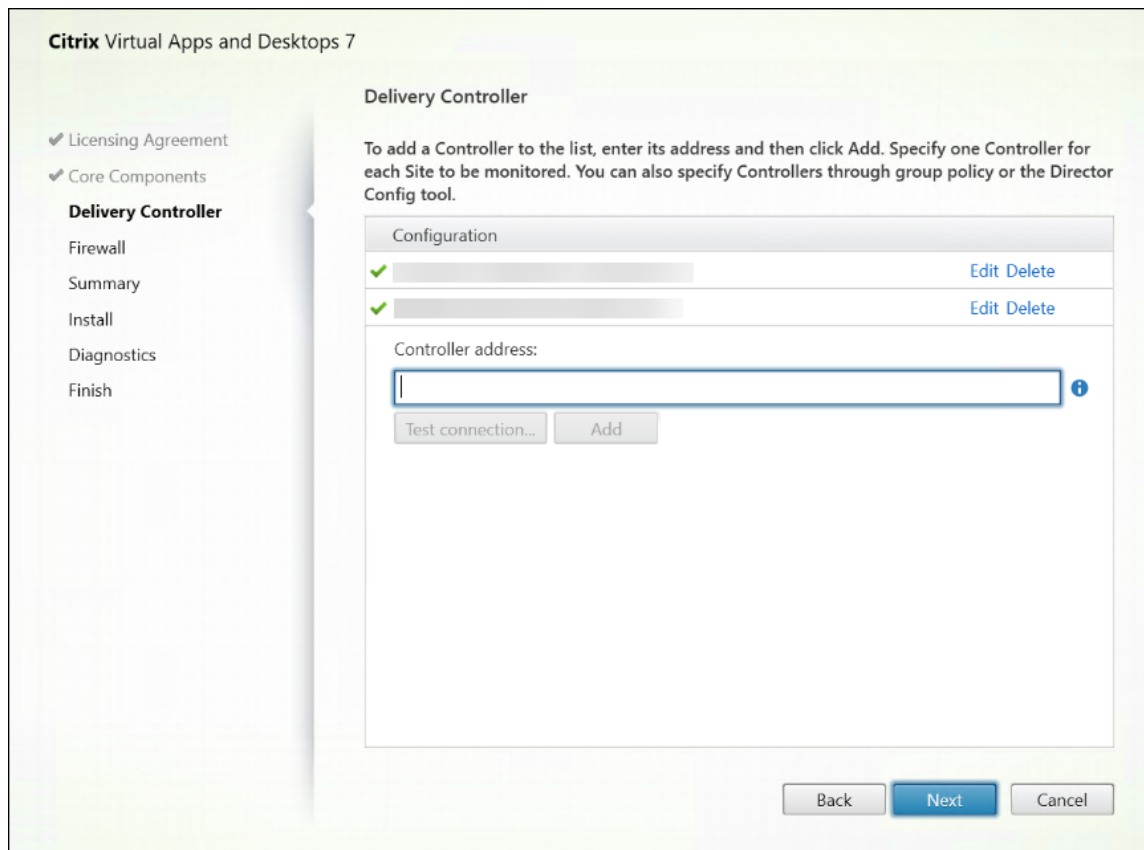 Citrix Virtual Apps and Desktops 7
Licensing Agreement
Core Components
Delivery Controller
Firewall
Summary
Install
Diagnostics
Finish
Delivery Controller
To add a Controller to the list, enter its address and then click Add. Specify one Controller for
each Site to be monitored. You can also specify Controllers through group policy or the Director
Config tool.
Configuration
Edit Delete
Edit Delete
Controller address:
Test connection... Add
Back Next Cancel